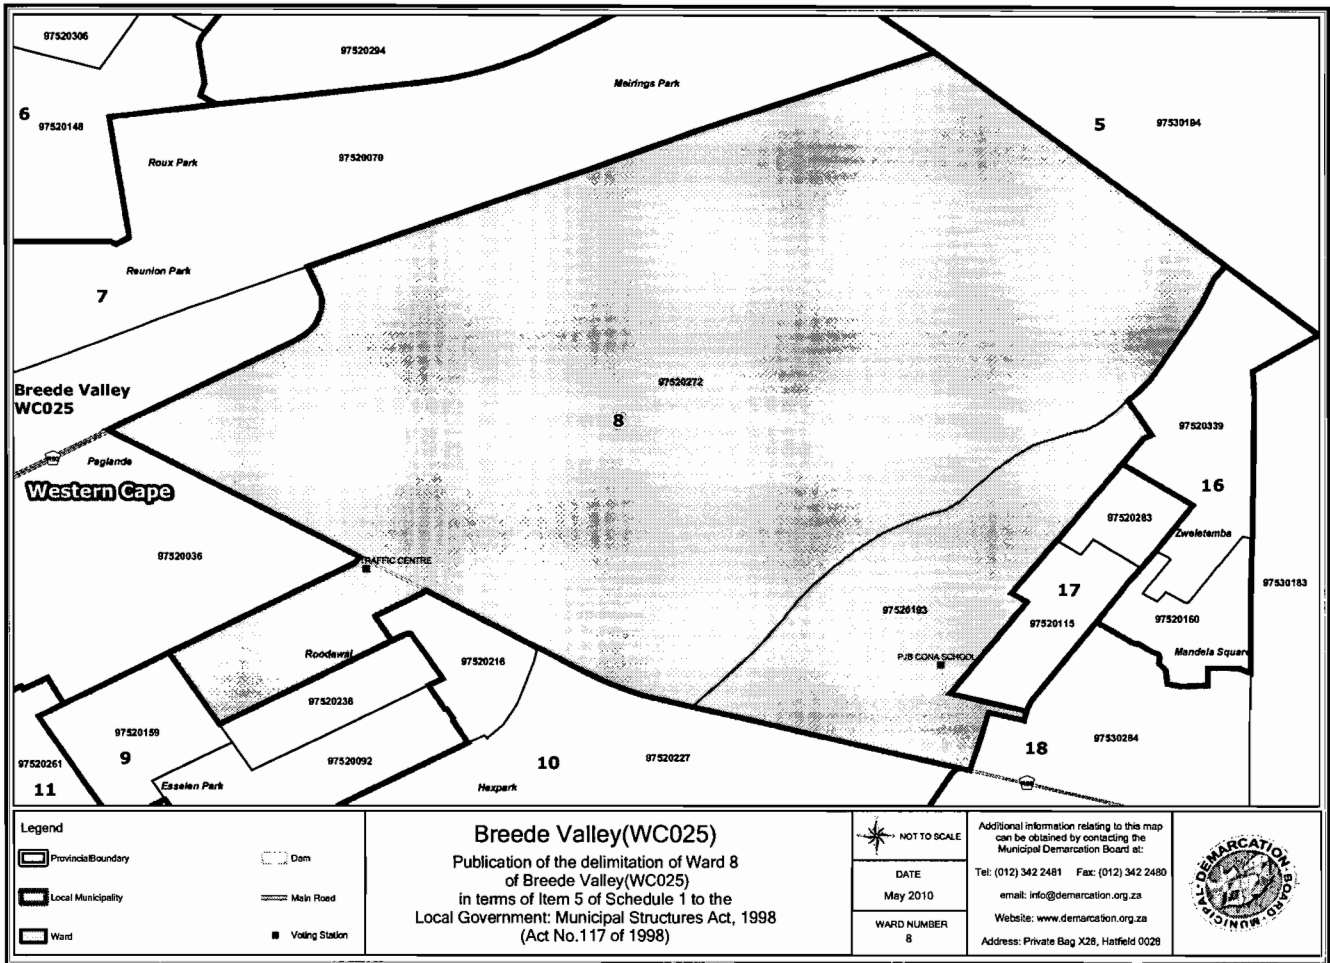 97520306
97520294
Meirings Park
6
97520148
5
97530194
Roux Park
97520070
Reunion Park
7
Breede Valley
WC025
97520272
8
97520339
Paglande
Western Cape
16
97520283
Zweletemba
97520036
TRAFFIC CENTRE
97530183
17
97520193
97520115
97520160
Roodewal
97520216
PJB CONA SCHOOL
Mandela Square
97520238
97520159
9
97520261
11
97520092
Esselen Park
Hexpark
10
97520227
18
97530284
Legend
ProvincialBoundary
Local Municipality
Ward
Dam
Main Road
Voting Station
Breede Valley(WC025)
Publication of the delimitation of Ward 8
of Breede Valley(WC025)
in terms of Item 5 of Schedule 1 to the
Local Government: Municipal Structures Act, 1998
(Act No.117 of 1998)
NOT TO SCALE
DATE
May 2010
WARD NUMBER
8
Additional information relating to this map
can be obtained by contacting the
Municipal Demarcation Board at:
Tel: (012) 342 2481 Fax: (012) 342 2480
email: info@demarcation.org.za
Website: www.demarcation.org.za
Address: Private Bag X28, Hatfield 0028
MUNICIPAL DEMARCATION BOARD